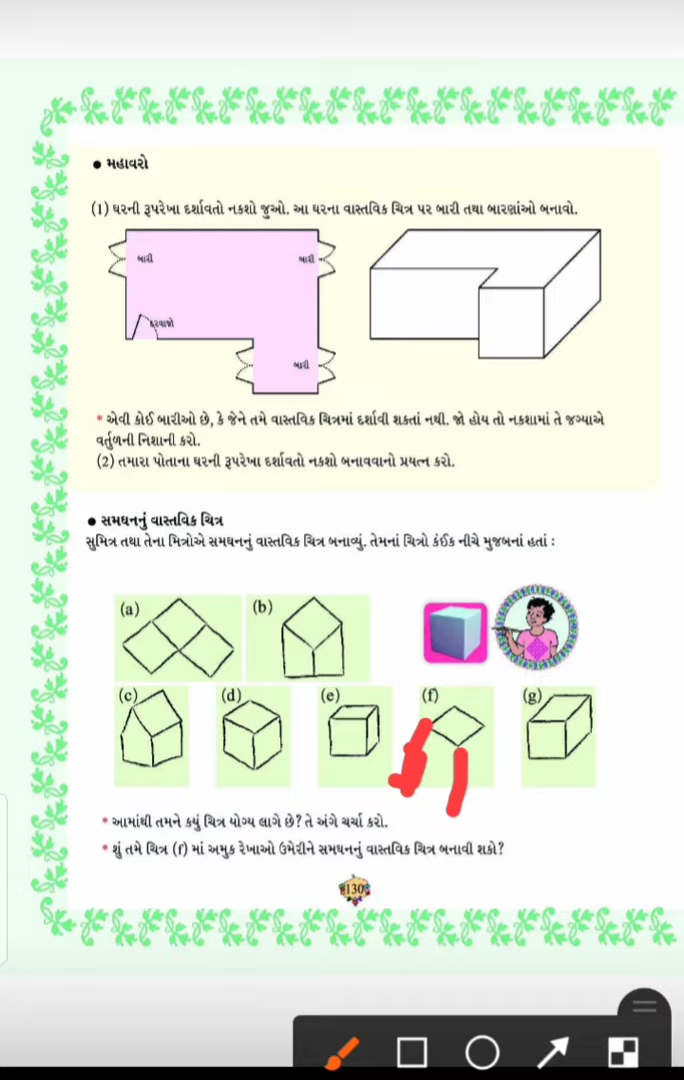 ● મહાવરો
(1) ઘરની રૂપરેખા દર્શાવતો નકશો જુઓ. આ ઘરના વાસ્તવિક ચિત્ર પર બારી તથા બારણાંઓ બનાવો.
બારી બારી
દરવાજો
બારી
* એવી કોઈ બારીઓ છે, કે જેને તમે વાસ્તવિક ચિત્રમાં દર્શાવી શકતાં નથી. જો હોય તો નકશામાં તે જગ્યાએ
વર્તુળની નિશાની કરો.
(2) તમારા પોતાના ઘરની રૂપરેખા દર્શાવતો નકશો બનાવવાનો પ્રયત્ન કરો.
● સમઘનનું વાસ્તવિક ચિત્ર
સુમિત્ર તથા તેના મિત્રોએ સમઘનનું વાસ્તવિક ચિત્ર બનાવ્યું. તેમનાં ચિત્રો કંઈક નીચે મુજબનાં હતાં :
(a) (b)
(c) (d) (e) (f) (g)
* આમાંથી તમને કયું ચિત્ર યોગ્ય લાગે છે? તે અંગે ચર્ચા કરો.
* શું તમે ચિત્ર (f) માં અમુક રેખાઓ ઉમેરીને સમઘનનું વાસ્તવિક ચિત્ર બનાવી શકો?
130